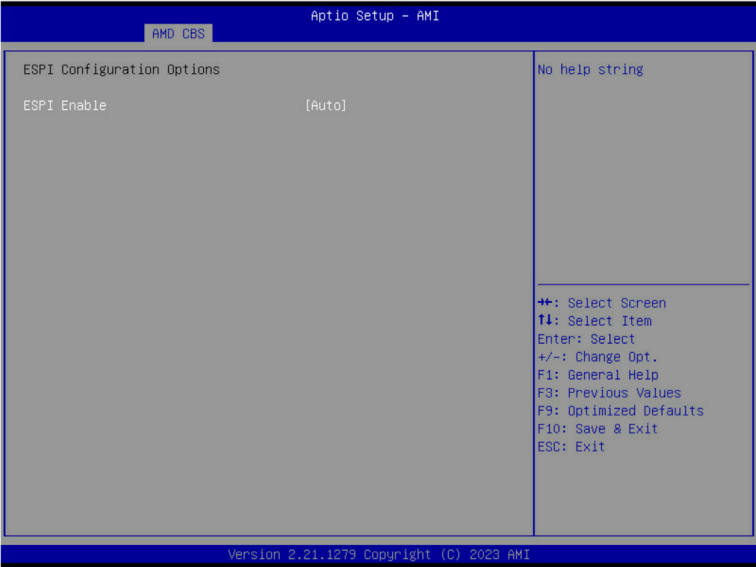 Aptio Setup – AMI
AMD CBS
ESPI Configuration Options
ESPI Enable [Auto]
No help string
→←: Select Screen
↑↓: Select Item
Enter: Select
+/-: Change Opt.
F1: General Help
F3: Previous Values
F9: Optimized Defaults
F10: Save & Exit
ESC: Exit
Version 2.21.1279 Copyright (C) 2023 AMI